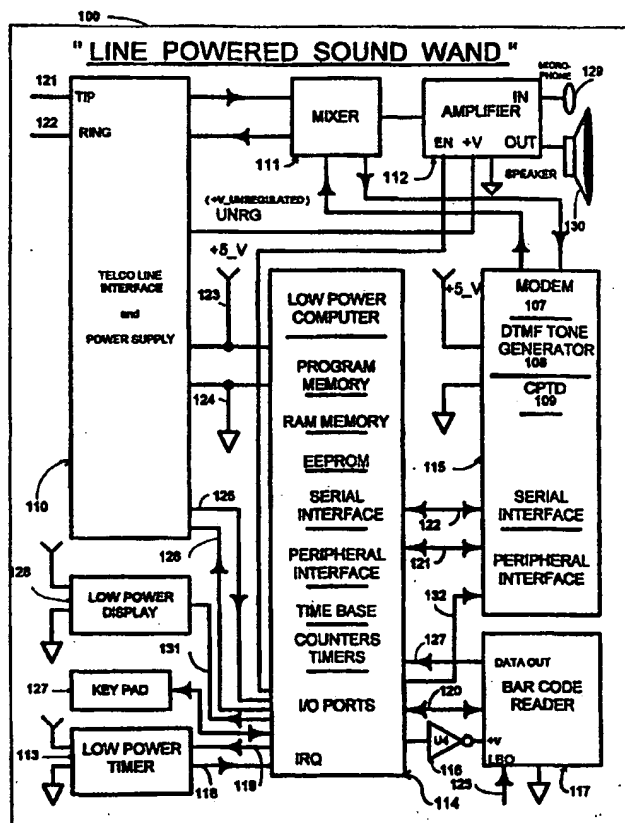 100
" LINE POWERED SOUND WAND "
121
TIP
122
RING
MIXER
111
AMPLIFIER
IN
EN +V OUT
112
MICRO-
PHONE
129
SPEAKER
130
(+V_UNREGULATED)
UNRG
TELCO LINE
INTERFACE
and
POWER SUPPLY
110
+5_V
123
124
125
126
LOW POWER
COMPUTER
PROGRAM
MEMORY
RAM MEMORY
EEPROM
SERIAL
INTERFACE
PERIPHERAL
INTERFACE
TIME BASE
COUNTERS
TIMERS
I/O PORTS
IRQ
114
+5_V
MODEM
107
DTMF TONE
GENERATOR
108
CPTD
109
115
SERIAL
INTERFACE
PERIPHERAL
INTERFACE
122
121
132
127
120
128
LOW POWER
DISPLAY
131
127
KEY PAD
113
LOW POWER
TIMER
119
118
U4
116
DATA OUT
BAR CODE
READER
+v
LBO
125
117